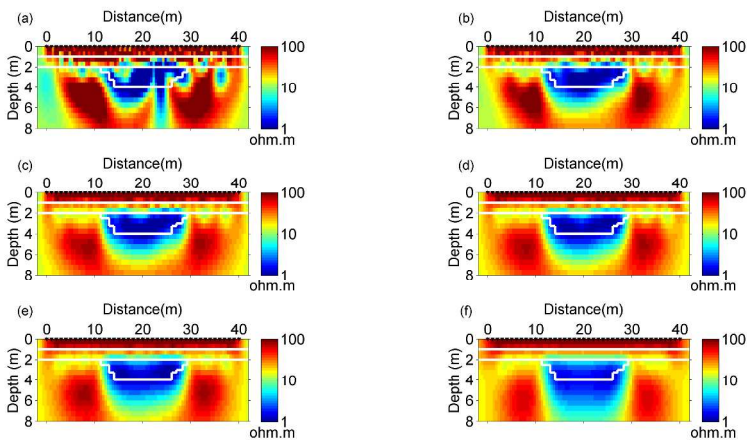 (a) Distance(m)
0 10 20 30 40
Depth (m)
0
2
4
6
8
100
10
1
ohm.m
(b) Distance(m)
0 10 20 30 40
Depth (m)
0
2
4
6
8
100
10
1
ohm.m
(c) Distance(m)
0 10 20 30 40
Depth (m)
0
2
4
6
8
100
10
1
ohm.m
(d) Distance(m)
0 10 20 30 40
Depth (m)
0
2
4
6
8
100
10
1
ohm.m
(e) Distance(m)
0 10 20 30 40
Depth (m)
0
2
4
6
8
100
10
1
ohm.m
(f) Distance(m)
0 10 20 30 40
Depth (m)
0
2
4
6
8
100
10
1
ohm.m